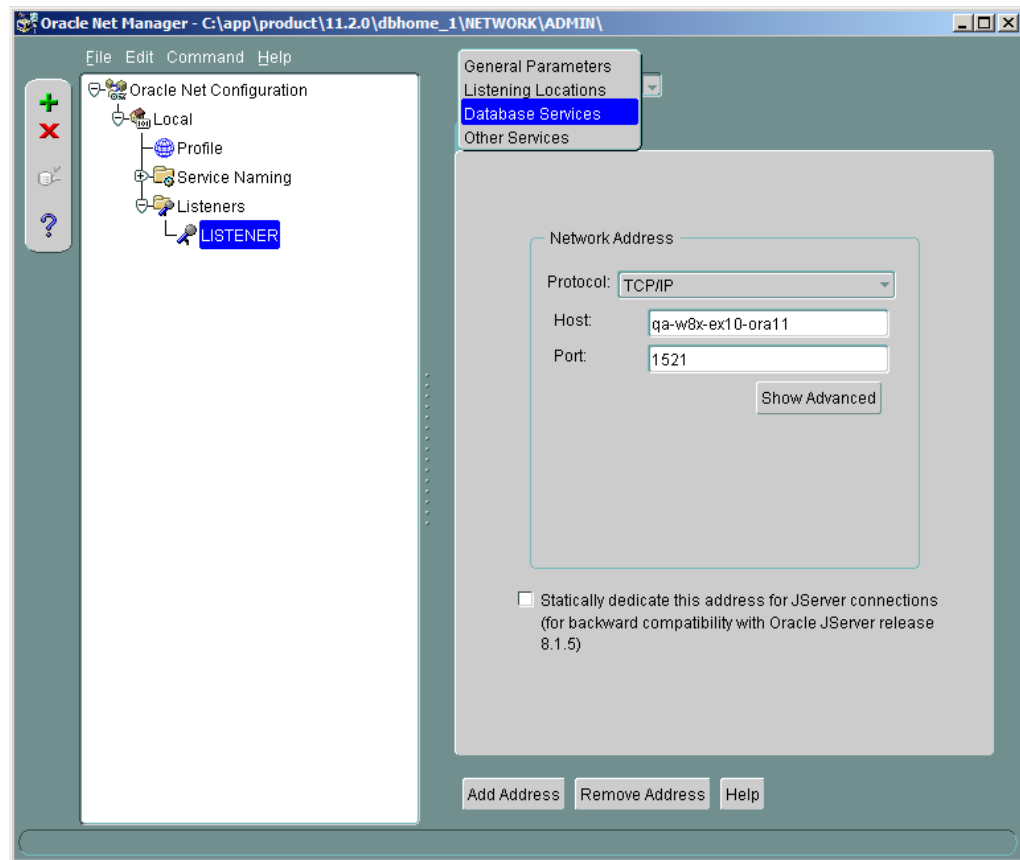 Oracle Net Manager - C:\app\product\11.2.0\dbhome_1\NETWORK\ADMIN\
File Edit Command Help
Oracle Net Configuration
Local
Profile
Service Naming
Listeners
LISTENER
General Parameters
Listening Locations
Database Services
Other Services
Network Address
Protocol: TCP/IP
Host: qa-w8x-ex10-ora11
Port: 1521
Show Advanced
Statically dedicate this address for JServer connections
(for backward compatibility with Oracle JServer release
8.1.5)
Add Address Remove Address Help